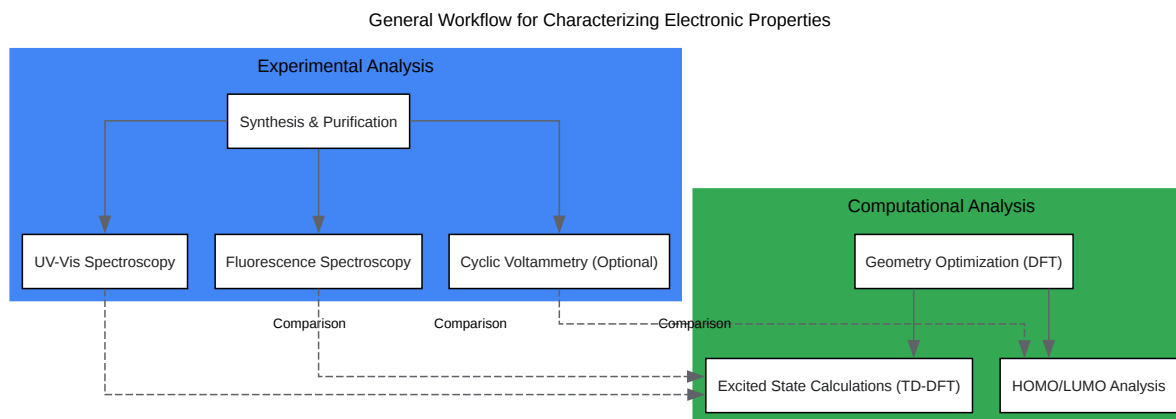 General Workflow for Characterizing Electronic Properties
Experimental Analysis
Synthesis & Purification
Computational Analysis
UV-Vis Spectroscopy
Fluorescence Spectroscopy
Cyclic Voltammetry (Optional)
Geometry Optimization (DFT)
Comparison
Comparison
Comparison
Excited State Calculations (TD-DFT)
HOMO/LUMO Analysis